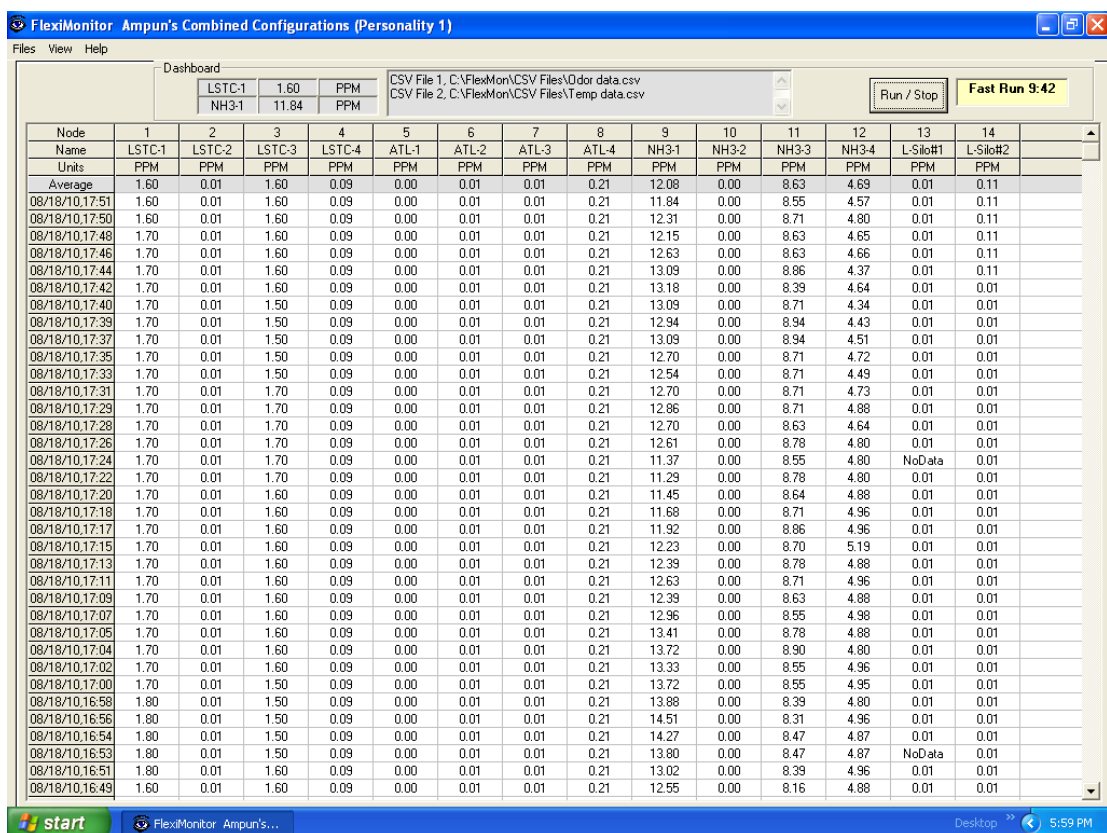 FlexiMonitor Ampun's Combined Configurations (Personality 1)
Files View Help
Dashboard
LSTC-1 1.60 PPM
NH3-1 11.84 PPM
CSV File 1, C:\FlexMon\CSV Files\Odor data.csv
CSV File 2, C:\FlexMon\CSV Files\Temp data.csv
Run / Stop
Fast Run 9:42
Node 1 2 3 4 5 6 7 8 9 10 11 12 13 14
Name LSTC-1 LSTC-2 LSTC-3 LSTC-4 ATL-1 ATL-2 ATL-3 ATL-4 NH3-1 NH3-2 NH3-3 NH3-4 L-Silo#1 L-Silo#2
Units PPM PPM PPM PPM PPM PPM PPM PPM PPM PPM PPM PPM PPM PPM
Average 1.60 0.01 1.60 0.09 0.00 0.01 0.01 0.21 12.08 0.00 8.63 4.69 0.01 0.11
08/18/10,17:51 1.60 0.01 1.60 0.09 0.00 0.01 0.01 0.21 11.84 0.00 8.55 4.57 0.01 0.11
08/18/10,17:50 1.60 0.01 1.60 0.09 0.00 0.01 0.01 0.21 12.31 0.00 8.71 4.80 0.01 0.11
08/18/10,17:48 1.70 0.01 1.60 0.09 0.00 0.01 0.01 0.21 12.15 0.00 8.63 4.65 0.01 0.11
08/18/10,17:46 1.70 0.01 1.60 0.09 0.00 0.01 0.01 0.21 12.63 0.00 8.63 4.66 0.01 0.11
08/18/10,17:44 1.70 0.01 1.60 0.09 0.00 0.01 0.01 0.21 13.09 0.00 8.86 4.37 0.01 0.11
08/18/10,17:42 1.70 0.01 1.60 0.09 0.00 0.01 0.01 0.21 13.18 0.00 8.39 4.64 0.01 0.01
08/18/10,17:40 1.70 0.01 1.50 0.09 0.00 0.01 0.01 0.21 13.09 0.00 8.71 4.34 0.01 0.01
08/18/10,17:39 1.70 0.01 1.50 0.09 0.00 0.01 0.01 0.21 12.94 0.00 8.94 4.43 0.01 0.01
08/18/10,17:37 1.70 0.01 1.50 0.09 0.00 0.01 0.01 0.21 13.09 0.00 8.94 4.51 0.01 0.01
08/18/10,17:35 1.70 0.01 1.50 0.09 0.00 0.01 0.01 0.21 12.70 0.00 8.71 4.72 0.01 0.01
08/18/10,17:33 1.70 0.01 1.50 0.09 0.00 0.01 0.01 0.21 12.54 0.00 8.71 4.49 0.01 0.01
08/18/10,17:31 1.70 0.01 1.70 0.09 0.00 0.01 0.01 0.21 12.70 0.00 8.71 4.73 0.01 0.01
08/18/10,17:29 1.70 0.01 1.70 0.09 0.00 0.01 0.01 0.21 12.86 0.00 8.71 4.88 0.01 0.01
08/18/10,17:28 1.70 0.01 1.70 0.09 0.00 0.01 0.01 0.21 12.70 0.00 8.63 4.64 0.01 0.01
08/18/10,17:26 1.70 0.01 1.70 0.09 0.00 0.01 0.01 0.21 12.61 0.00 8.78 4.80 0.01 0.01
08/18/10,17:24 1.70 0.01 1.70 0.09 0.00 0.01 0.01 0.21 11.37 0.00 8.55 4.80 NoData 0.01
08/18/10,17:22 1.70 0.01 1.70 0.09 0.00 0.01 0.01 0.21 11.29 0.00 8.78 4.80 0.01 0.01
08/18/10,17:20 1.70 0.01 1.60 0.09 0.00 0.01 0.01 0.21 11.45 0.00 8.64 4.88 0.01 0.01
08/18/10,17:18 1.70 0.01 1.60 0.09 0.00 0.01 0.01 0.21 11.68 0.00 8.71 4.96 0.01 0.01
08/18/10,17:17 1.70 0.01 1.60 0.09 0.00 0.01 0.01 0.21 11.92 0.00 8.86 4.96 0.01 0.01
08/18/10,17:15 1.70 0.01 1.60 0.09 0.00 0.01 0.01 0.21 12.23 0.00 8.70 5.19 0.01 0.01
08/18/10,17:13 1.70 0.01 1.60 0.09 0.00 0.01 0.01 0.21 12.39 0.00 8.78 4.88 0.01 0.01
08/18/10,17:11 1.70 0.01 1.60 0.09 0.00 0.01 0.01 0.21 12.63 0.00 8.71 4.96 0.01 0.01
08/18/10,17:09 1.70 0.01 1.60 0.09 0.00 0.01 0.01 0.21 12.39 0.00 8.63 4.88 0.01 0.01
08/18/10,17:07 1.70 0.01 1.60 0.09 0.00 0.01 0.01 0.21 12.96 0.00 8.55 4.98 0.01 0.01
08/18/10,17:05 1.70 0.01 1.60 0.09 0.00 0.01 0.01 0.21 13.41 0.00 8.78 4.88 0.01 0.01
08/18/10,17:04 1.70 0.01 1.60 0.09 0.00 0.01 0.01 0.21 13.72 0.00 8.90 4.80 0.01 0.01
08/18/10,17:02 1.70 0.01 1.60 0.09 0.00 0.01 0.01 0.21 13.33 0.00 8.55 4.96 0.01 0.01
08/18/10,17:00 1.70 0.01 1.50 0.09 0.00 0.01 0.01 0.21 13.72 0.00 8.55 4.95 0.01 0.01
08/18/10,16:58 1.80 0.01 1.50 0.09 0.00 0.01 0.01 0.21 13.88 0.00 8.39 4.80 0.01 0.01
08/18/10,16:56 1.80 0.01 1.50 0.09 0.00 0.01 0.01 0.21 14.51 0.00 8.31 4.96 0.01 0.01
08/18/10,16:54 1.80 0.01 1.50 0.09 0.00 0.01 0.01 0.21 14.27 0.00 8.47 4.87 0.01 0.01
08/18/10,16:53 1.80 0.01 1.50 0.09 0.00 0.01 0.01 0.21 13.80 0.00 8.47 4.87 NoData 0.01
08/18/10,16:51 1.80 0.01 1.60 0.09 0.00 0.01 0.01 0.21 13.02 0.00 8.39 4.96 0.01 0.01
08/18/10,16:49 1.60 0.01 1.60 0.09 0.00 0.01 0.01 0.21 12.55 0.00 8.16 4.88 0.01 0.01
start FlexiMonitor Ampun's... Desktop » 5:59 PM